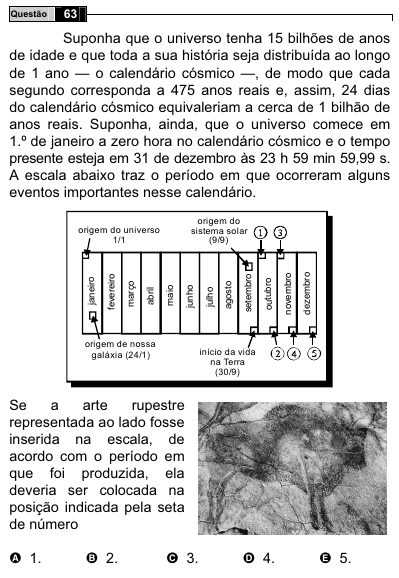 Questão 63
Suponha que o universo tenha 15 bilhões de anos
de idade e que toda a sua história seja distribuída ao longo
de 1 ano — o calendário cósmico —, de modo que cada
segundo corresponda a 475 anos reais e, assim, 24 dias
do calendário cósmico equivaleriam a cerca de 1 bilhão de
anos reais. Suponha, ainda, que o universo comece em
1.º de janeiro a zero hora no calendário cósmico e o tempo
presente esteja em 31 de dezembro às 23 h 59 min 59,99 s.
A escala abaixo traz o período em que ocorreram alguns
eventos importantes nesse calendário.
origem do universo
1/1
origem do
sistema solar
(9/9)
1
3
janeiro
fevereiro
março
abril
maio
junho
julho
agosto
setembro
outubro
novembro
dezembro
origem de nossa
galáxia (24/1)
início da vida
na Terra
(30/9)
2
4
5
Se a arte rupestre
representada ao lado fosse
inserida na escala, de
acordo com o período em
que foi produzida, ela
deveria ser colocada na
posição indicada pela seta
de número
A 1.
B 2.
C 3.
D 4.
E 5.